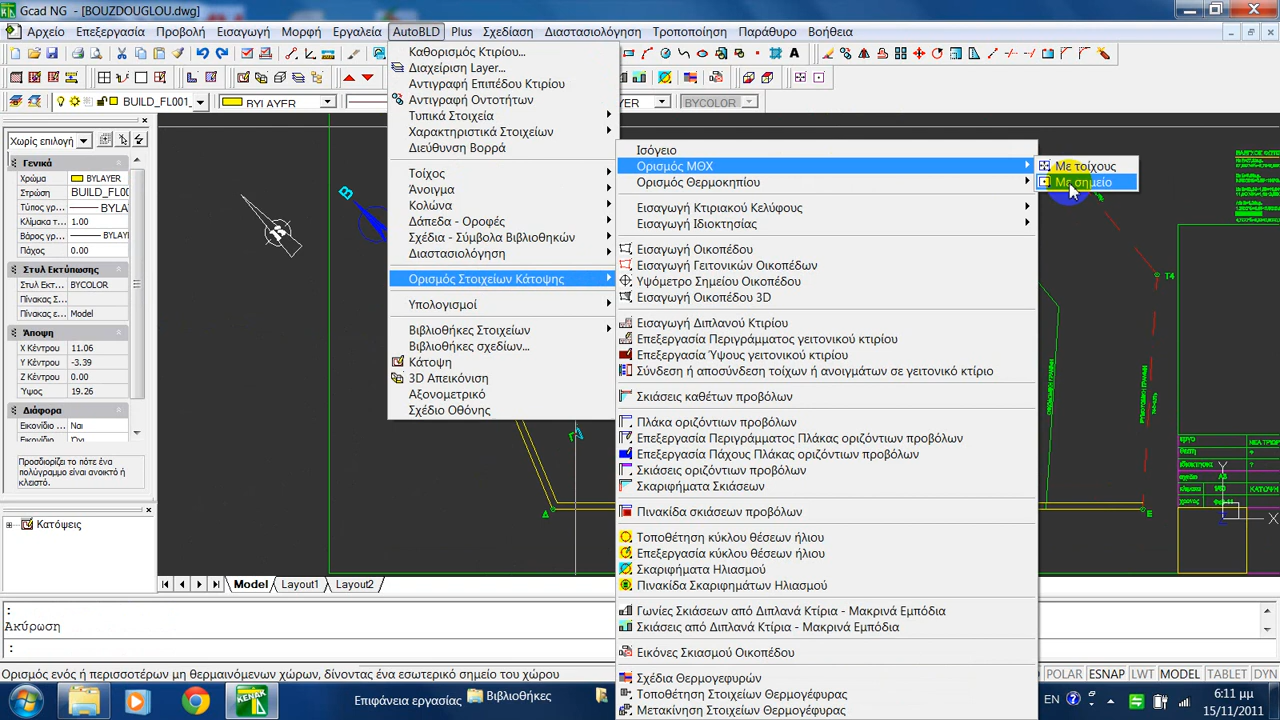 Gcad NG - [BOUZDOUGLOU.dwg]
Αρχείο Επεξεργασία Προβολή Εισαγωγή Μορφή Εργαλεία AutoBLD Plus Σχεδίαση Διαστασιολόγηση Τροποποίηση Παράθυρο Βοήθεια
Καθορισμός Κτιρίου...
Διαχείριση Layer...
Αντιγραφή Επιπέδου Κτιρίου
Αντιγραφή Οντοτήτων
Τυπικά Στοιχεία
Χαρακτηριστικά Στοιχείων
Διεύθυνση Βορρά
Τοίχος
Άνοιγμα
Κολώνα
Δάπεδα - Οροφές
Σχέδια - Σύμβολα Βιβλιοθηκών
Διαστασιολόγηση
Ορισμός Στοιχείων Κάτοψης
Υπολογισμοί
Βιβλιοθήκες Στοιχείων
Βιβλιοθήκες σχεδίων...
Κάτοψη
3D Απεικόνιση
Αξονομετρικό
Σχέδιο Οθόνης
Ισόγειο
Ορισμός ΜΘΧ
Ορισμός Θερμοκηπίου
Εισαγωγή Κτιριακού Κελύφους
Εισαγωγή Ιδιοκτησίας
Εισαγωγή Οικοπέδου
Εισαγωγή Γειτονικών Οικοπέδων
Υψόμετρο Σημείου Οικοπέδου
Εισαγωγή Οικοπέδου 3D
Εισαγωγή Διπλανού Κτιρίου
Επεξεργασία Περιγράμματος γειτονικού κτιρίου
Επεξεργασία Ύψους γειτονικού κτιρίου
Σύνδεση ή αποσύνδεση τοίχων ή ανοιγμάτων σε γειτονικό κτίριο
Σκιάσεις καθέτων προβόλων
Πλάκα οριζόντιων προβόλων
Επεξεργασία Περιγράμματος Πλάκας οριζόντιων προβόλων
Επεξεργασία Πάχους Πλάκας οριζόντιων προβόλων
Σκιάσεις οριζόντιων προβόλων
Σκαριφήματα Σκιάσεων
Πινακίδα σκιάσεων προβόλων
Τοποθέτηση κύκλου θέσεων ήλιου
Επεξεργασία κύκλου θέσεων ήλιου
Σκαριφήματα Ηλιασμού
Πινακίδα Σκαριφημάτων Ηλιασμού
Γωνίες Σκιάσεων από Διπλανά Κτίρια - Μακρινά Εμπόδια
Σκιάσεις από Διπλανά Κτίρια - Μακρινά Εμπόδια
Εικόνες Σκιασμού Οικοπέδου
Σχέδια Θερμογεφυρών
Τοποθέτηση Στοιχείων Θερμογέφυρας
Μετακίνηση Στοιχείων Θερμογέφυρας
Με τοίχους
Με σημείο
BUILD_FL001_
BYLAYER
BYCOLOR
Χωρίς επιλογή
Γενικά
Χρώμα BYLAYER
Στρώση BUILD_FL00
Τύπος γρ... BYLAY
Κλίμακα τ... 1.00
Βάρος γρ... BYLAYER
Πάχος 0.00
Στυλ Εκτύπωσης
Στυλ Εκτ... BYCOLOR
Πίνακας Σ...
Πίνακας ε... Model
Άποψη
X Κέντρου 11.06
Y Κέντρου -3.39
Z Κέντρου 0.00
Ύψος 19.26
Διάφορα
Εικονίδιο ... Ναι
Προσδιορίζει το πότε ένα πολύγραμμο είναι ανοικτό ή κλειστό.
Κατόψεις
B
T4
Δ
Ε
Y
X
Model Layout1 Layout2
:
Ακύρωση
:
Ορισμός ενός ή περισσοτέρων μη θερμαινόμενων χώρων, δίνοντας ένα εσωτερικό σημείο του χώρου
POLAR ESNAP LWT MODEL TABLET DYN
KENAK
Επιφάνεια εργασίας
Βιβλιοθήκες
EN
6:11 μμ
15/11/2011